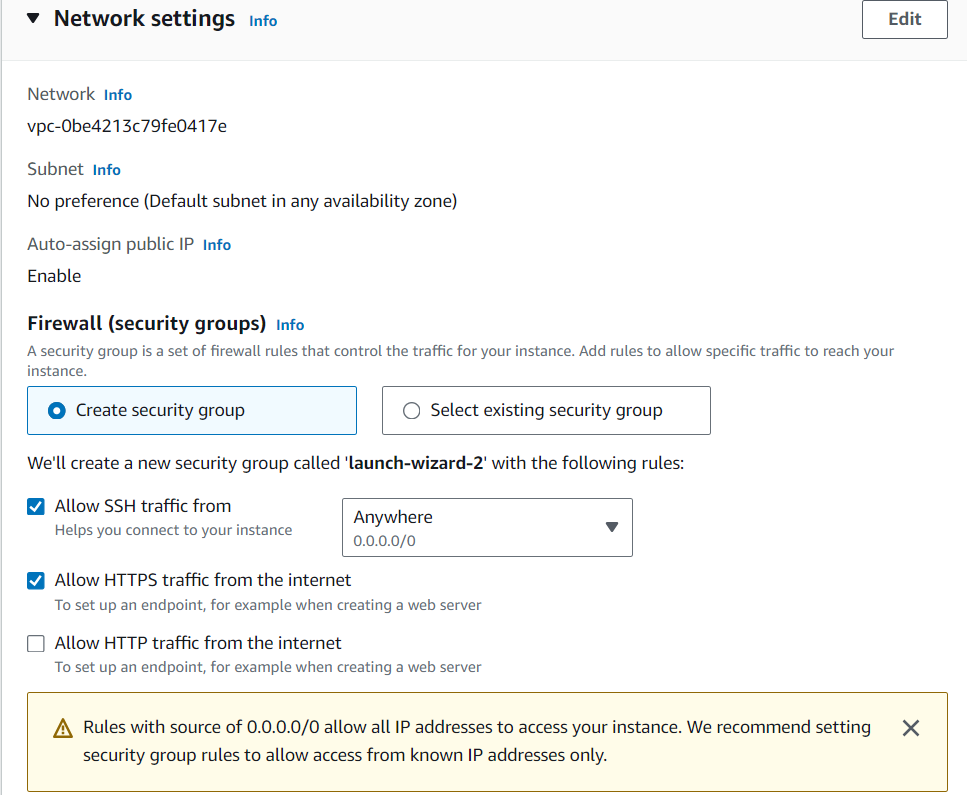 Network settings Info
Edit
Network Info
vpc-0be4213c79fe0417e
Subnet Info
No preference (Default subnet in any availability zone)
Auto-assign public IP Info
Enable
Firewall (security groups) Info
A security group is a set of firewall rules that control the traffic for your instance. Add rules to allow specific traffic to reach your
instance.
Create security group
Select existing security group
We'll create a new security group called 'launch-wizard-2' with the following rules:
Allow SSH traffic from
Helps you connect to your instance
Anywhere
0.0.0.0/0
Allow HTTPS traffic from the internet
To set up an endpoint, for example when creating a web server
Allow HTTP traffic from the internet
To set up an endpoint, for example when creating a web server
Rules with source of 0.0.0.0/0 allow all IP addresses to access your instance. We recommend setting
security group rules to allow access from known IP addresses only.